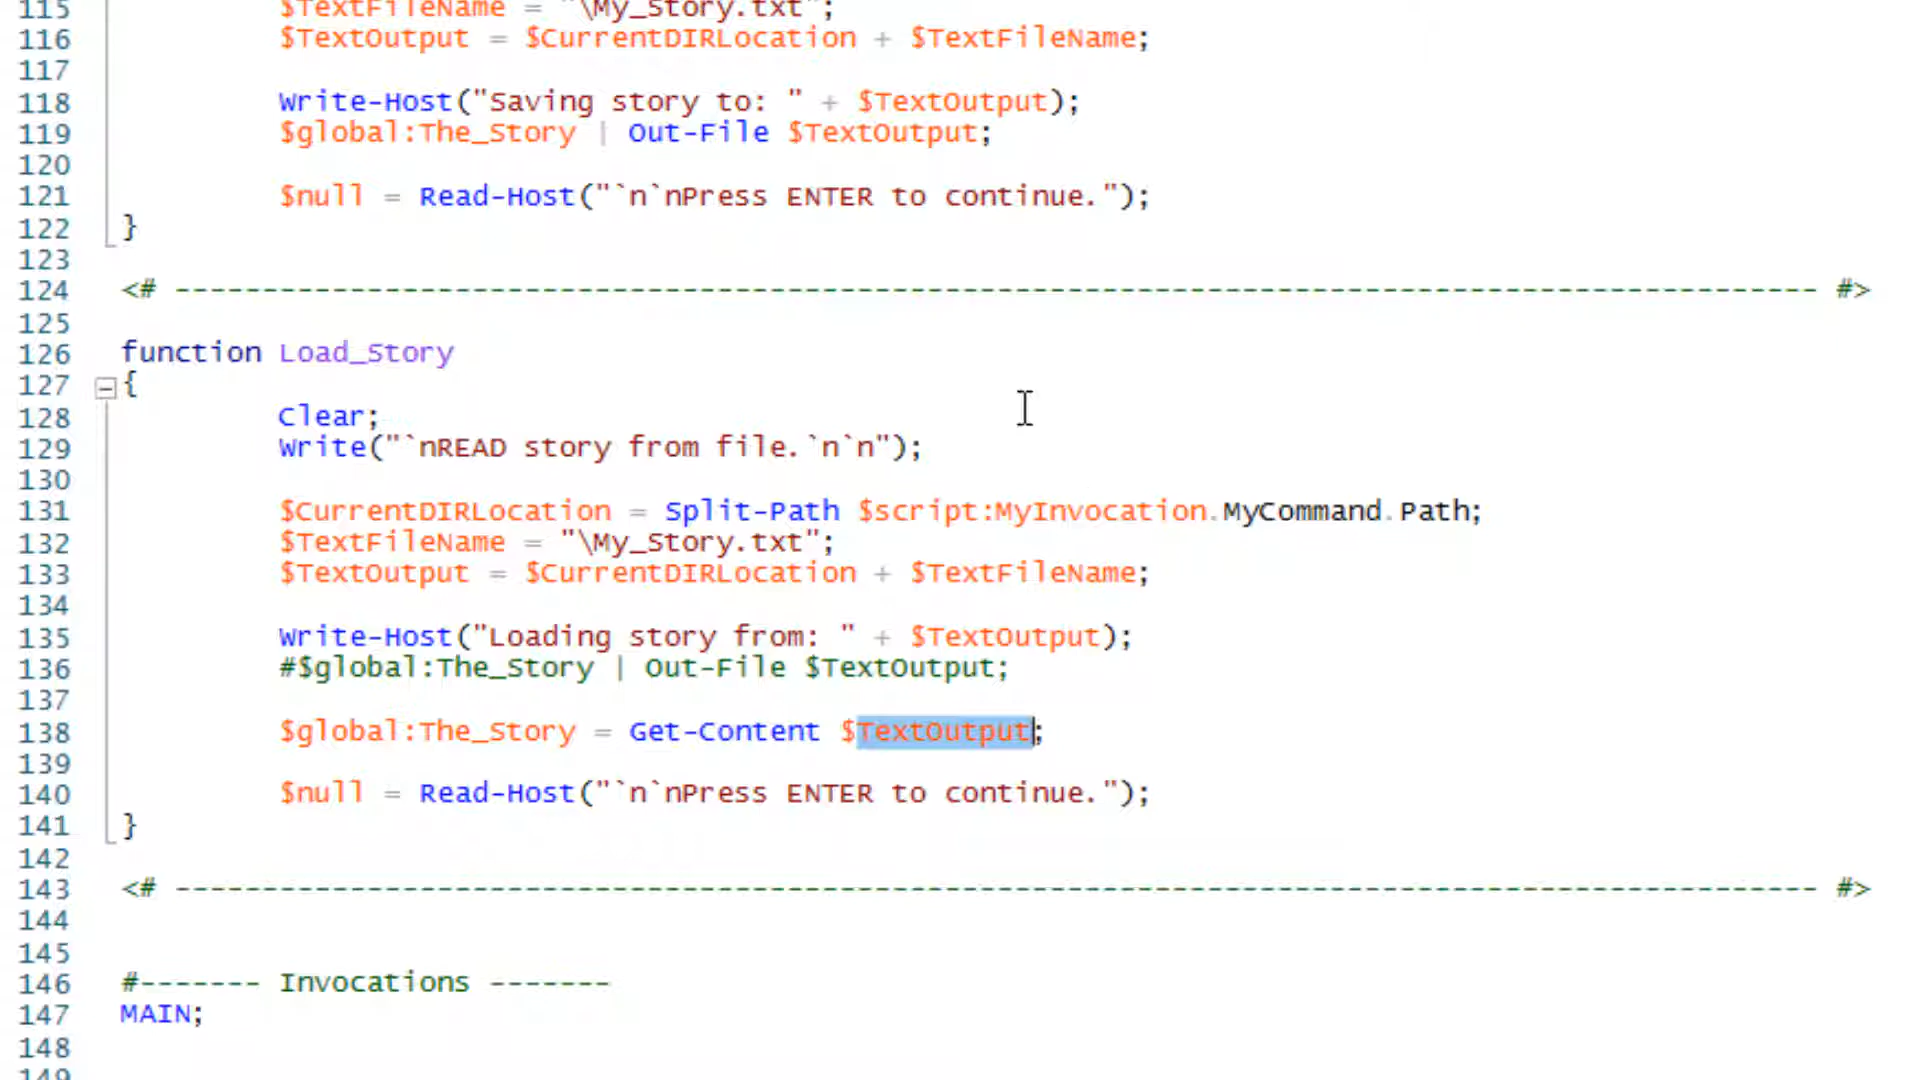 115 $TextFileName = "\My_Story.txt";
116 $TextOutput = $CurrentDIRLocation + $TextFileName;
117
118 Write-Host("Saving story to: " + $TextOutput);
119 $global:The_Story | Out-File $TextOutput;
120
121 $null = Read-Host("`n`nPress ENTER to continue.");
122 }
123
124 <# ---------------------------------------------------------------------------------------------- #>
125
126 function Load_Story
127 {
128 Clear;
129 Write("`nREAD story from file.`n`n");
130
131 $CurrentDIRLocation = Split-Path $script:MyInvocation.MyCommand.Path;
132 $TextFileName = "\My_Story.txt";
133 $TextOutput = $CurrentDIRLocation + $TextFileName;
134
135 Write-Host("Loading story from: " + $TextOutput);
136 #$global:The_Story | Out-File $TextOutput;
137
138 $global:The_Story = Get-Content $TextOutput;
139
140 $null = Read-Host("`n`nPress ENTER to continue.");
141 }
142
143 <# ---------------------------------------------------------------------------------------------- #>
144
145
146 #------- Invocations -------
147 MAIN;
148
149